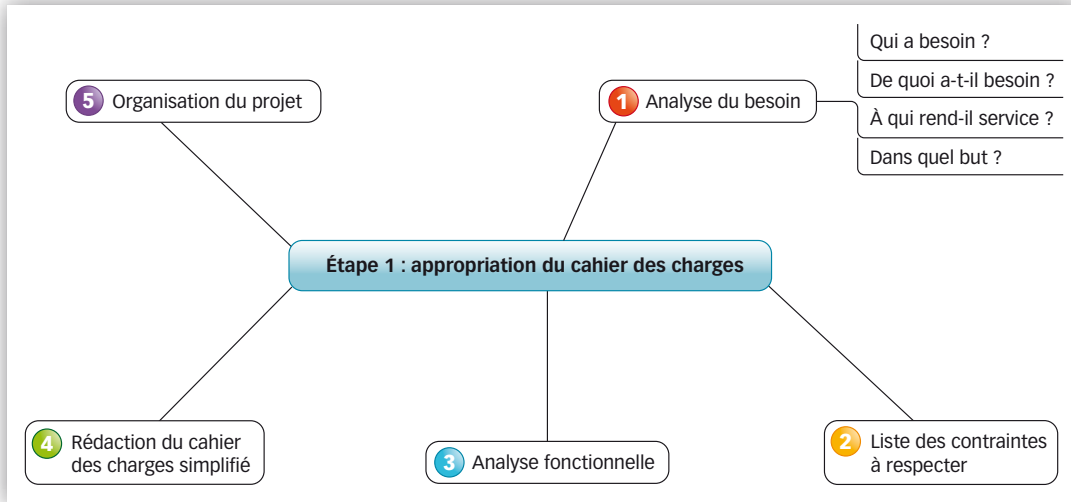 Qui a besoin ?
De quoi a-t-il besoin ?
À qui rend-il service ?
Dans quel but ?
5 Organisation du projet
1 Analyse du besoin
Étape 1 : appropriation du cahier des charges
4 Rédaction du cahier
des charges simplifié
3 Analyse fonctionnelle
2 Liste des contraintes
à respecter